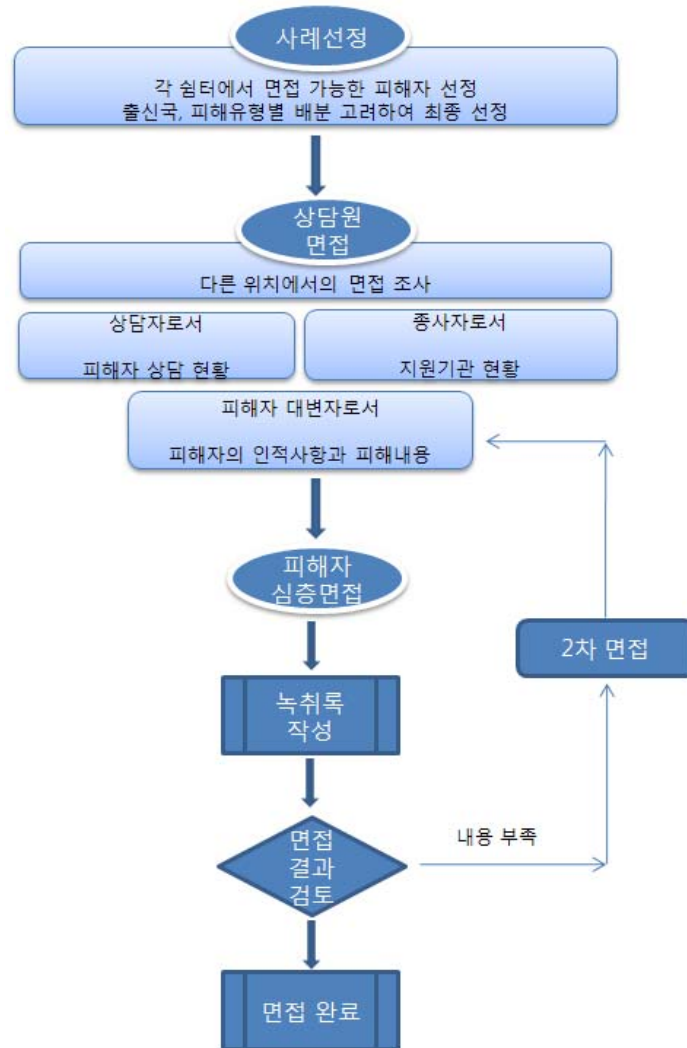 사례선정
각 쉼터에서 면접 가능한 피해자 선정
출신국, 피해유형별 배분 고려하여 최종 선정
상담원
면접
다른 위치에서의 면접 조사
상담자로서
피해자 상담 현황
종사자로서
지원기관 현황
피해자 대변자로서
피해자의 인적사항과 피해내용
피해자
심층면접
2차 면접
녹취록
작성
면접
결과
검토
내용 부족
면접 완료